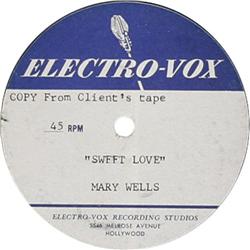 ELECTRO-VOX
COPY From Client's tape
45 RPM
"SWEET LOVE"
MARY WELLS
ELECTRO-VOX RECORDING STUDIOS
5546 MELROSE AVENUE
HOLLYWOOD